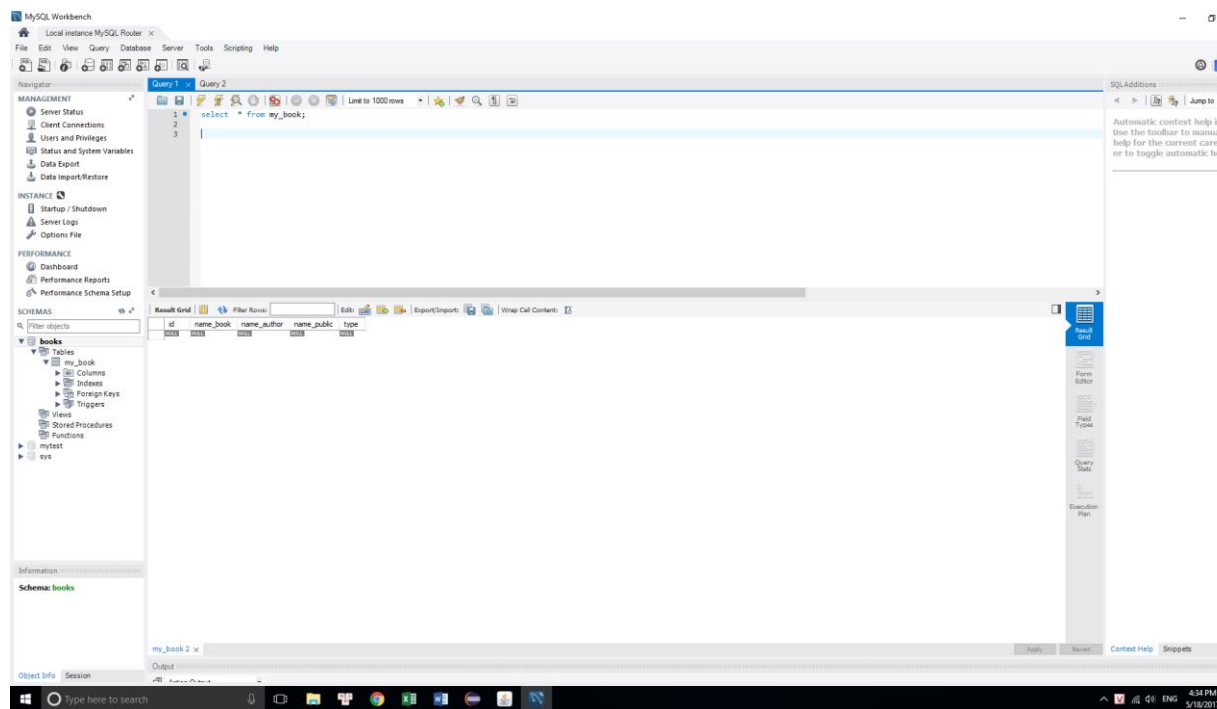 MySQL Workbench
Local instance MySQL Router ×
File Edit View Query Database Server Tools Scripting Help
Navigator
Query 1 × Query 2
SQLAdditions
MANAGEMENT
Server Status
Client Connections
Users and Privileges
Status and System Variables
Data Export
Data Import/Restore
INSTANCE
Startup / Shutdown
Server Logs
Options File
PERFORMANCE
Dashboard
Performance Reports
Performance Schema Setup
SCHEMAS
Filter objects
books
Tables
my_book
Columns
Indexes
Foreign Keys
Triggers
Views
Stored Procedures
Functions
mytest
sys
Information
Schema: books
Object Info Session
Limit to 1000 rows
1 select * from my_book;
2
3
Result Grid Filter Rows: Edit: Export/Import: Wrap Cell Content:
id name_book name_author name_public type
NULL NULL NULL NULL NULL
Result Grid
Form Editor
Field Types
Query Stats
Execution Plan
my_book 2 ×
Apply Revert
Output
Action Output
Jump to
Automatic context help
Use the toolbar to
help for the current
or to toggle automatic
Context Help Snippets
Type here to search
ENG
4:34 PM
5/18/201